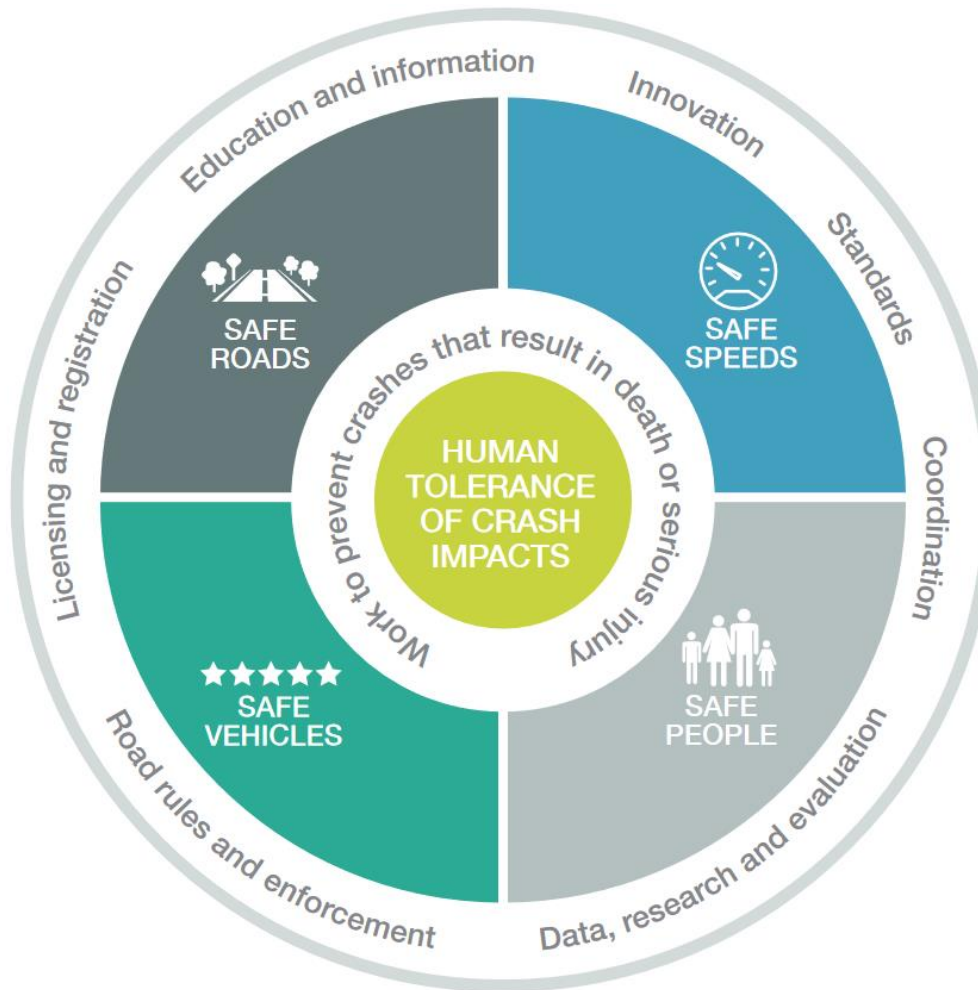 Education and information
Innovation
Standards
Coordination
Data, research and evaluation
Road rules and enforcement
Licensing and registration
SAFE
ROADS
SAFE
SPEEDS
Work to prevent crashes that result in death or serious injury
HUMAN
TOLERANCE
OF CRASH
IMPACTS
SAFE
VEHICLES
SAFE
PEOPLE